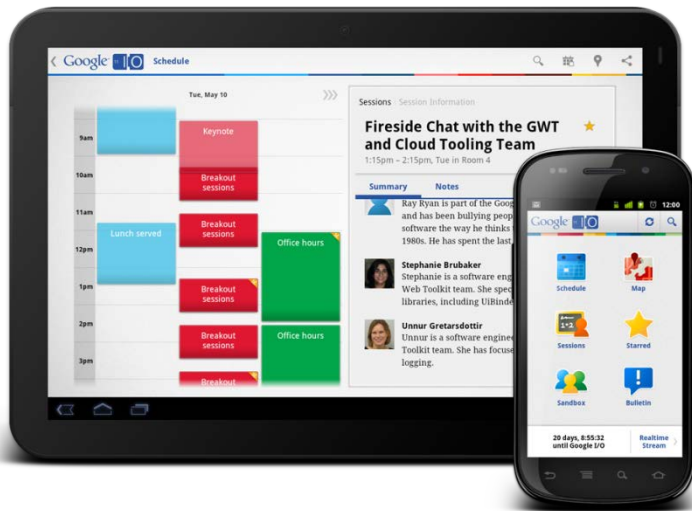 Google IO Schedule
Tue, May 10
9am
10am
11am
12pm
1pm
2pm
3pm
Keynote
Breakout
sessions
Breakout
sessions
Breakout
sessions
Breakout
sessions
Breakout
Lunch served
Office hours
Office hours
Sessions Session Information
Fireside Chat with the GWT
and Cloud Tooling Team
1:15pm – 2:15pm, Tue in Room 4
Summary Notes
Ray Ryan is part of the Goog
and has been bullying peop
software the way he thinks
1980s. He has spent the last
Stephanie Brubaker
Stephanie is a software eng
Web Toolkit team. She spec
libraries, including UiBinde
Unnur Gretarsdottir
Unnur is a software enginee
Toolkit team. She has focuse
logging.
12:00
Google IO
Schedule Map
Sessions Starred
Sandbox Bulletin
20 days, 8:55:32
until Google I/O
Realtime
Stream